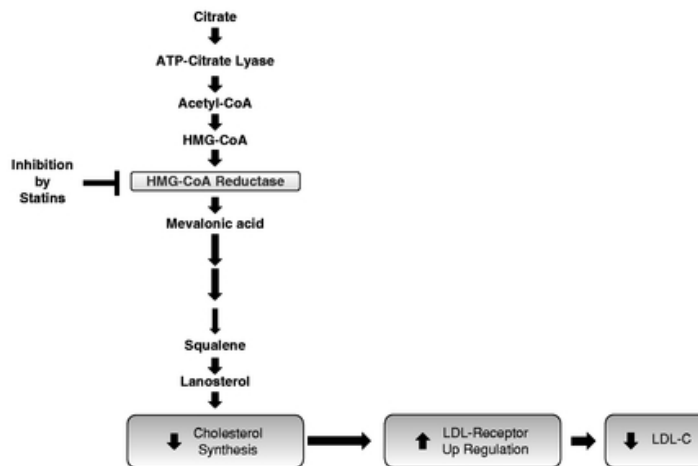 Citrate
ATP-Citrate Lyase
Acetyl-CoA
HMG-CoA
Inhibition
by
Statins
HMG-CoA Reductase
Mevalonic acid
Squalene
Lanosterol
Cholesterol
Synthesis
LDL-Receptor
Up Regulation
LDL-C